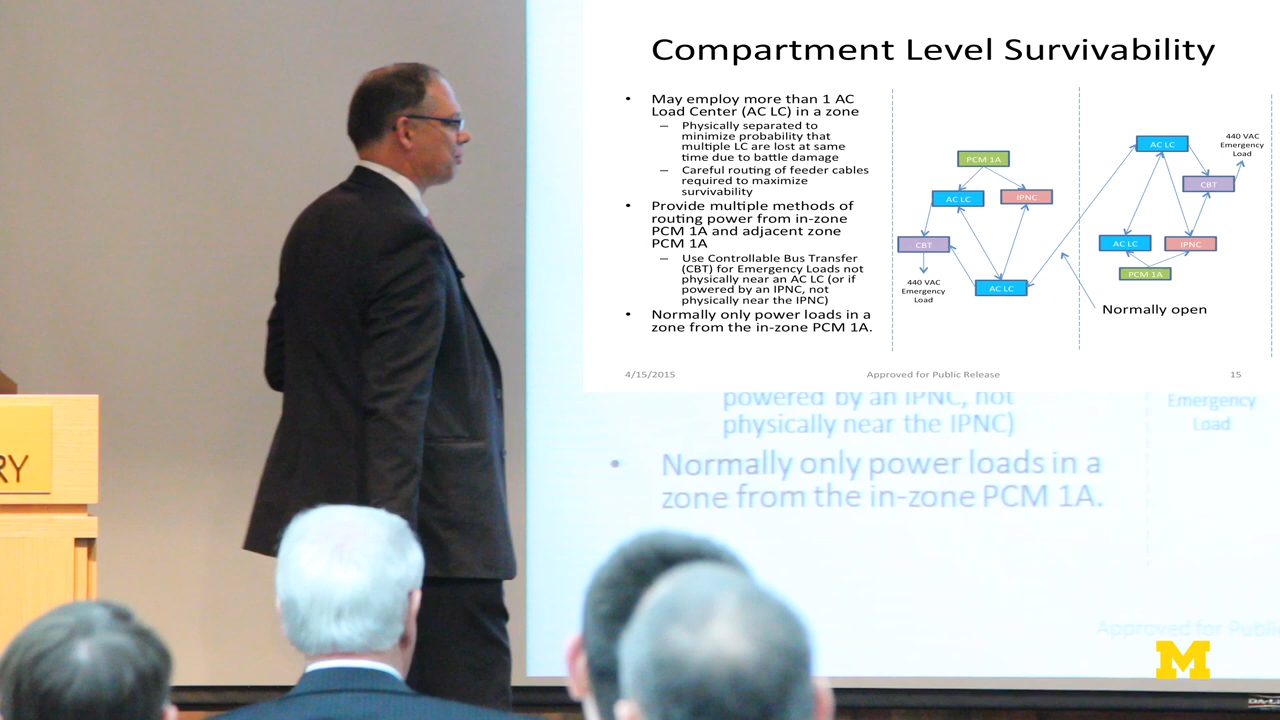 Compartment Level Survivability
• May employ more than 1 AC
Load Center (AC LC) in a zone
– Physically separated to
minimize probability that
multiple LC are lost at same
time due to battle damage
– Careful routing of feeder cables
required to maximize
survivability
• Provide multiple methods of
routing power from in-zone
PCM 1A and adjacent zone
PCM 1A
– Use Controllable Bus Transfer
(CBT) for Emergency Loads not
physically near an AC LC (or if
powered by an IPNC, not
physically near the IPNC)
• Normally only power loads in a
zone from the in-zone PCM 1A.
PCM 1A
AC LC
IPNC
CBT
440 VAC
Emergency
Load
AC LC
AC LC
440 VAC
Emergency
Load
CBT
AC LC
IPNC
PCM 1A
Normally open
4/15/2015
Approved for Public Release
15
powered by an IPNC, not
physically near the IPNC)
Emergency
Load
• Normally only power loads in a
zone from the in-zone PCM 1A.
Approved for Public
RY
M